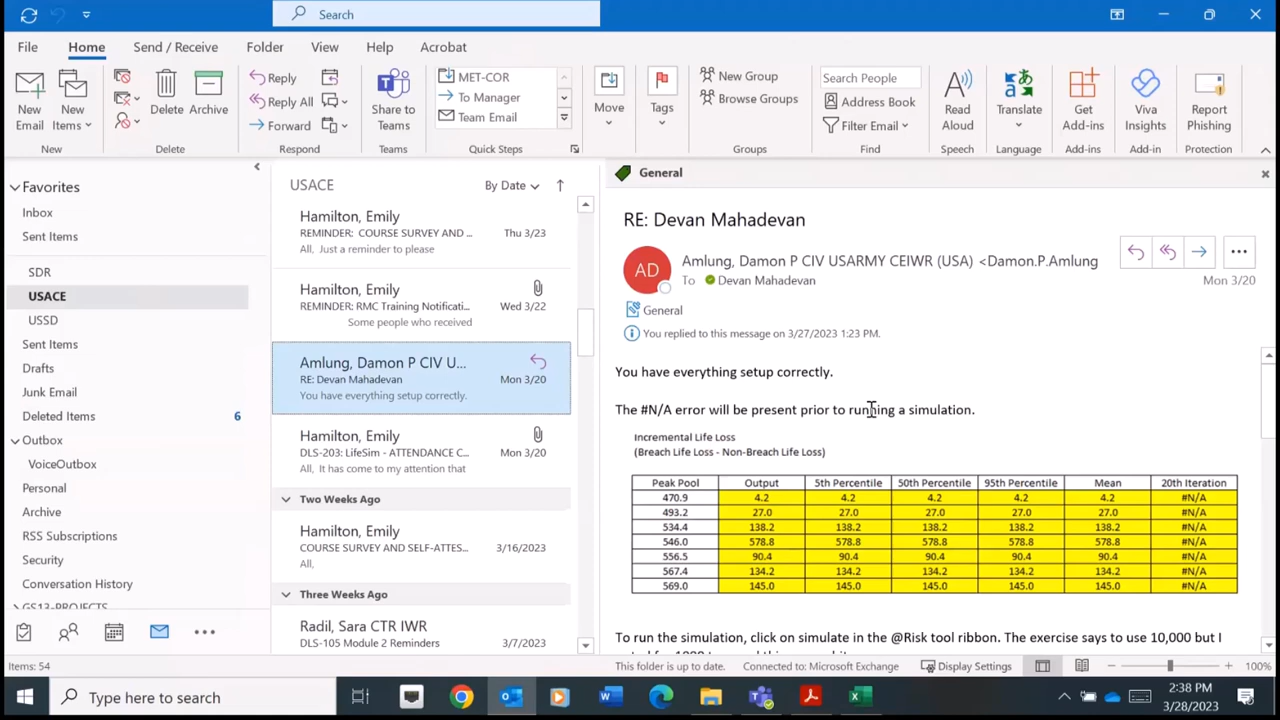 Search
File Home Send / Receive Folder View Help Acrobat
New Email
New Items
Delete
Archive
Reply
Reply All
Forward
Share to Teams
MET-COR
To Manager
Team Email
Move
Tags
New Group
Browse Groups
Search People
Address Book
Filter Email
Read Aloud
Translate
Get Add-ins
Viva Insights
Report Phishing
New Delete Respond Teams Quick Steps Groups Find Speech Language Add-ins Add-in Protection
Favorites
Inbox
Sent Items
SDR
USACE
USSD
Sent Items
Drafts
Junk Email
Deleted Items 6
Outbox
VoiceOutbox
Personal
Archive
RSS Subscriptions
Security
Conversation History
GS13-PROJECTS
USACE By Date
Hamilton, Emily
REMINDER: COURSE SURVEY AND ... Thu 3/23
All, Just a reminder to please
Hamilton, Emily
REMINDER: RMC Training Notificati... Wed 3/22
Some people who received
Amlung, Damon P CIV U...
RE: Devan Mahadevan Mon 3/20
You have everything setup correctly.
Hamilton, Emily
DLS-203: LifeSim - ATTENDANCE C... Mon 3/20
All, It has come to my attention that
Two Weeks Ago
Hamilton, Emily
COURSE SURVEY AND SELF-ATTES... 3/16/2023
All,
Three Weeks Ago
Radil, Sara CTR IWR
DLS-105 Module 2 Reminders 3/7/2023
General
RE: Devan Mahadevan
AD
Amlung, Damon P CIV USARMY CEIWR (USA) <Damon.P.Amlung
To Devan Mahadevan Mon 3/20
General
You replied to this message on 3/27/2023 1:23 PM.
You have everything setup correctly.
The #N/A error will be present prior to running a simulation.
Incremental Life Loss
(Breach Life Loss - Non-Breach Life Loss)
Peak Pool Output 5th Percentile 50th Percentile 95th Percentile Mean 20th Iteration
470.9 4.2 4.2 4.2 4.2 4.2 #N/A
493.2 27.0 27.0 27.0 27.0 27.0 #N/A
534.4 138.2 138.2 138.2 138.2 138.2 #N/A
546.0 578.8 578.8 578.8 578.8 578.8 #N/A
556.5 90.4 90.4 90.4 90.4 90.4 #N/A
567.4 134.2 134.2 134.2 134.2 134.2 #N/A
569.0 145.0 145.0 145.0 145.0 145.0 #N/A
To run the simulation, click on simulate in the @Risk tool ribbon. The exercise says to use 10,000 but I
Items: 54 This folder is up to date. Connected to: Microsoft Exchange Display Settings 100%
Type here to search
2:38 PM
3/28/2023